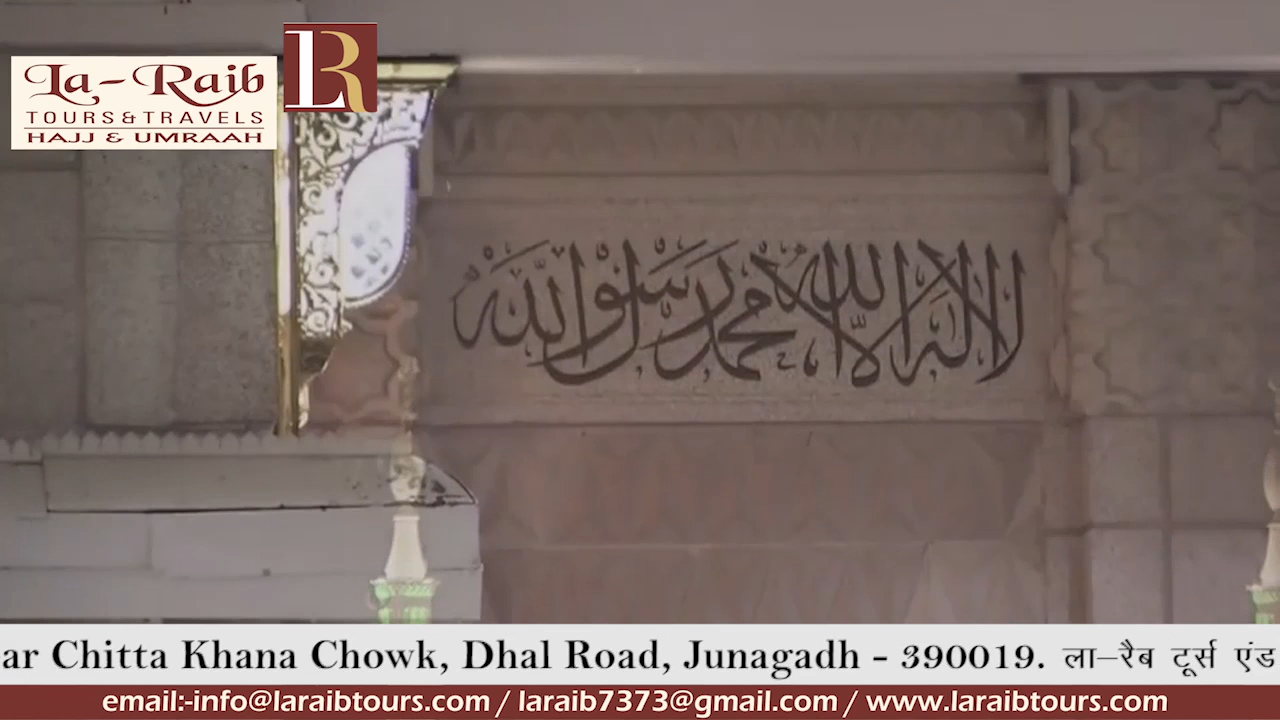 La-Raib
TOURS & TRAVELS
HAJJ & UMRAAH
LR
لا اله الا الله محمد رسول الله
ar Chitta Khana Chowk, Dhal Road, Junagadh - 390019. ला–रैब टूर्स एंड
email:-info@laraibtours.com / laraib7373@gmail.com / www.laraibtours.com